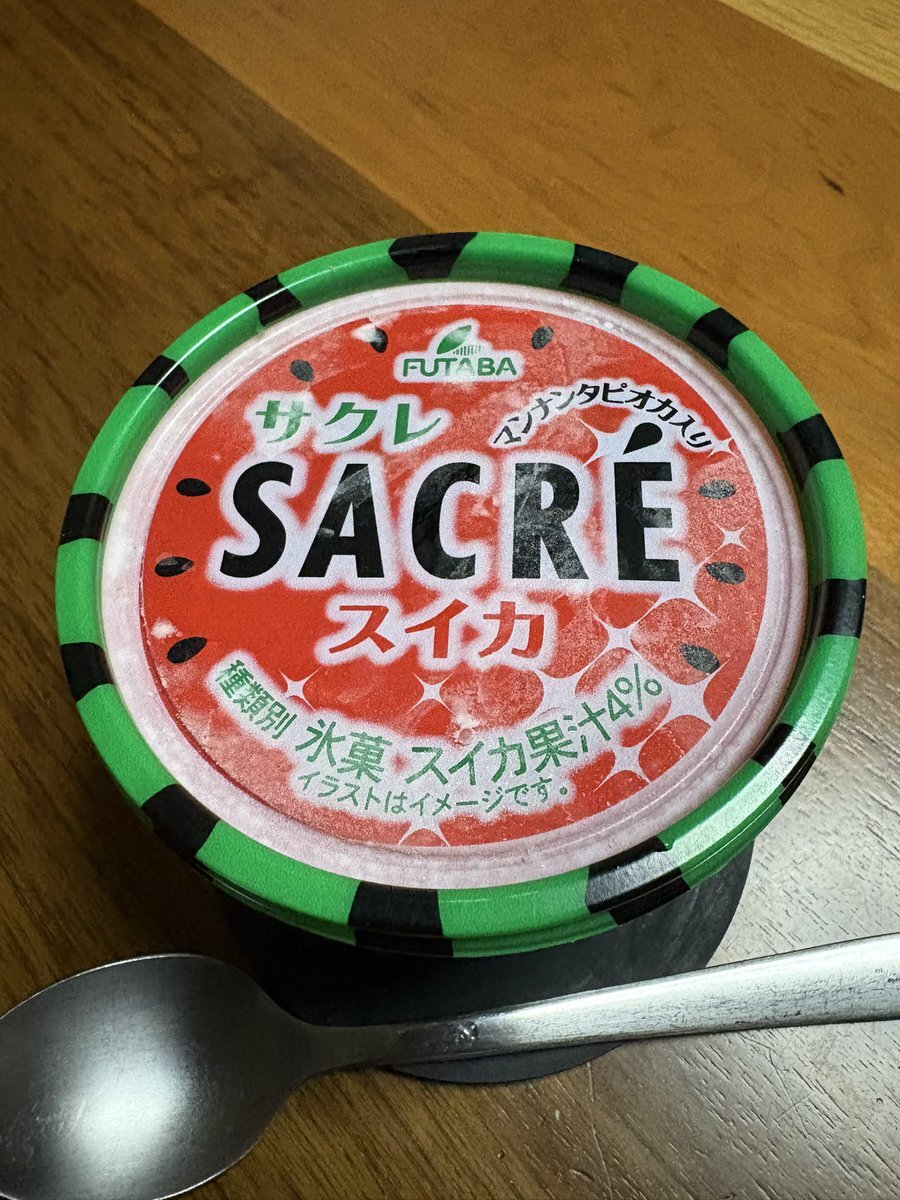 FUTABA
サクレ
マンナンタピオカ入り
SACRÉ
スイカ
種類別 氷菓・スイカ果汁4%
イラストはイメージです。